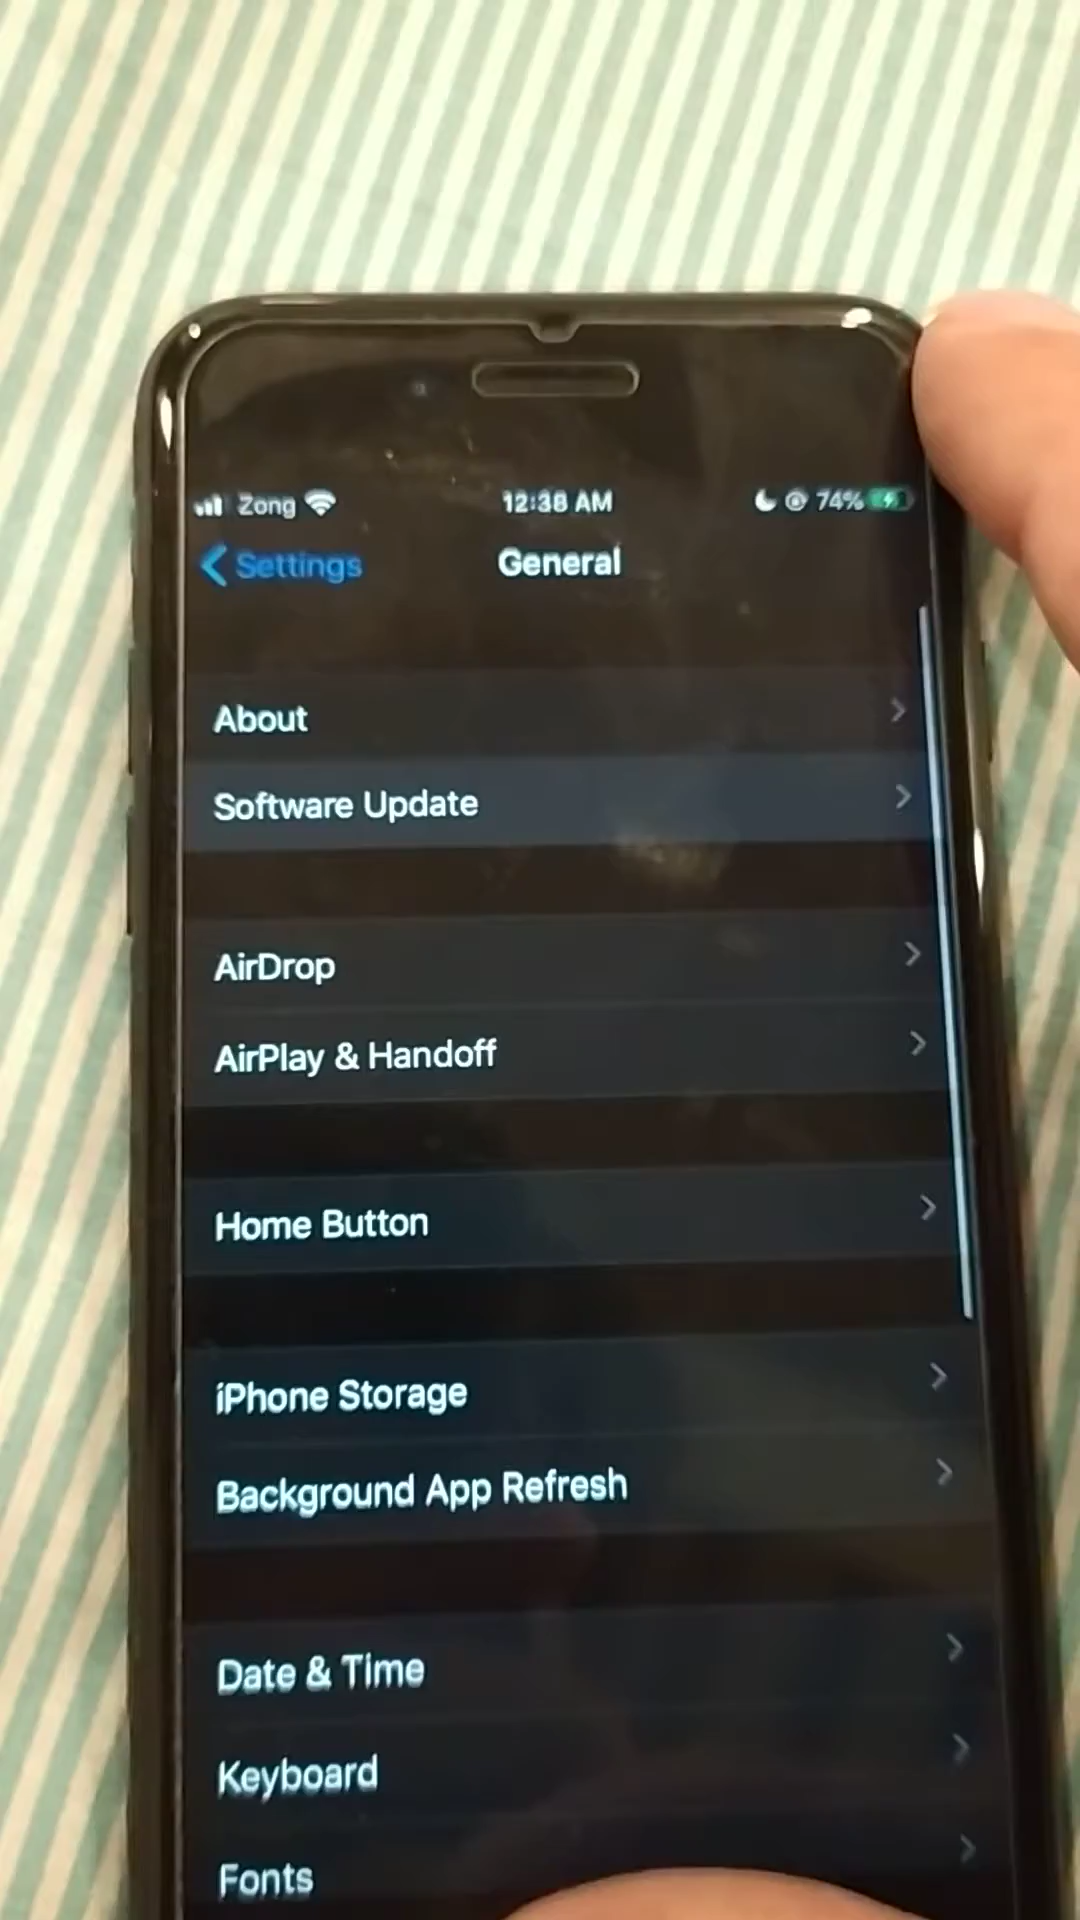 Zong 12:38 AM 74%
Settings General
About
Software Update
AirDrop
AirPlay & Handoff
Home Button
iPhone Storage
Background App Refresh
Date & Time
Keyboard
Fonts